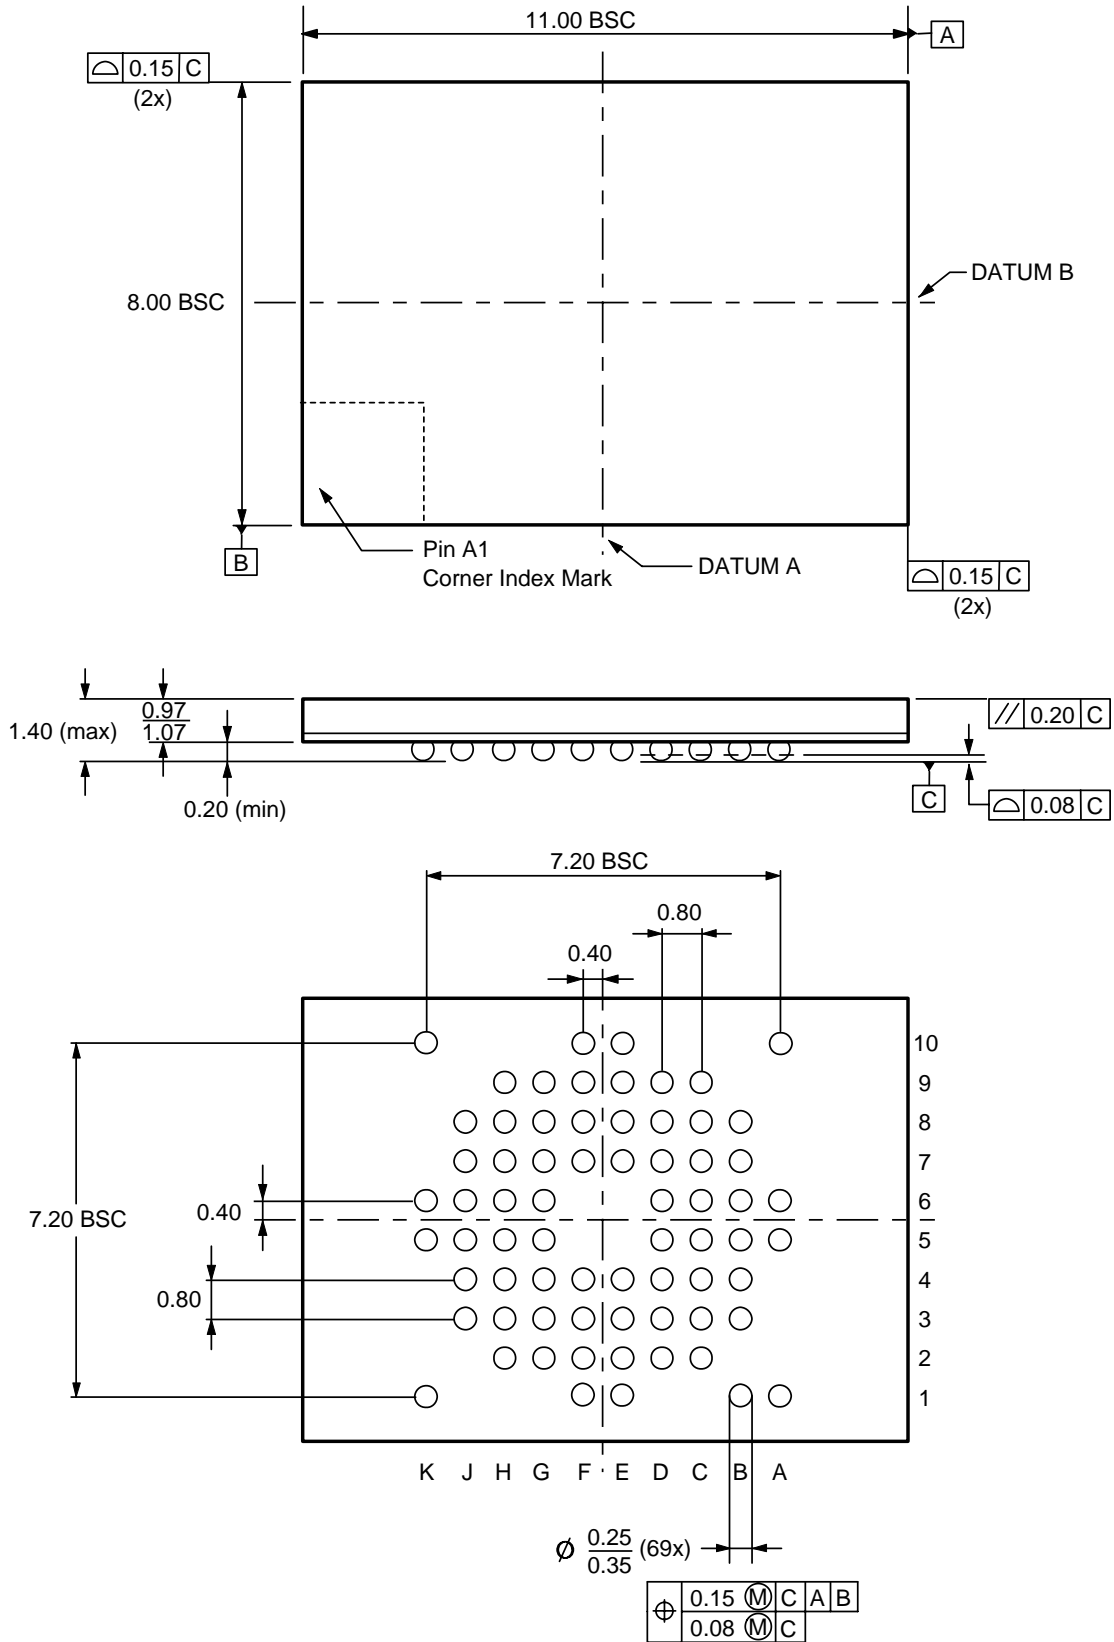 11.00 BSC
A
0.15 C
(2x)
DATUM B
8.00 BSC
Pin A1
Corner Index Mark
DATUM A
B
0.15 C
(2x)
0.97
1.07
1.40 (max)
0.20 (min)
// 0.20 C
C
0.08 C
7.20 BSC
0.80
0.40
10
9
8
7
6
5
4
3
2
1
7.20 BSC
0.40
0.80
K J H G F E D C B A
Ø 0.25 (69x)
0.35
⌖ 0.15 Ⓜ C A B
0.08 Ⓜ C